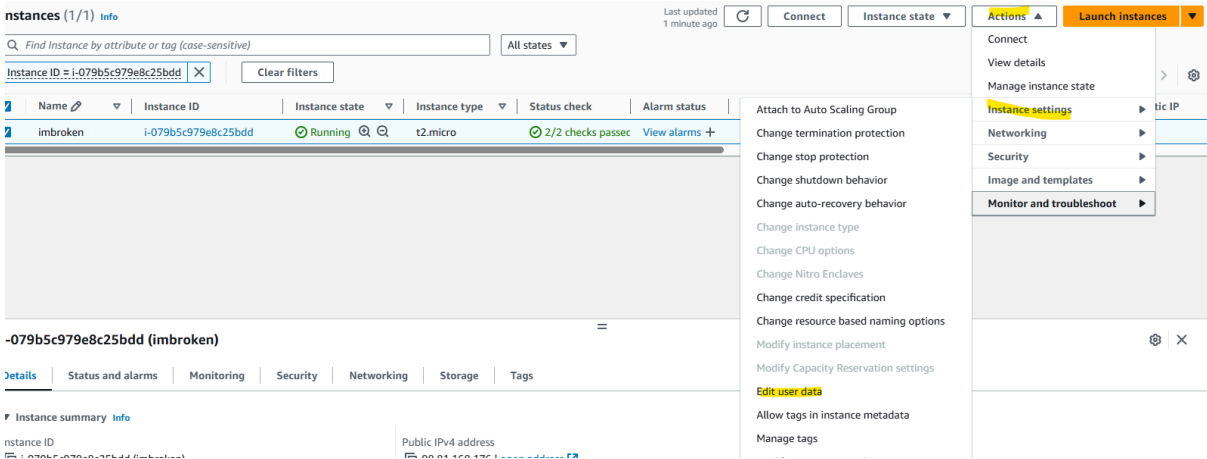 nstances (1/1) Info
Last updated
1 minute ago
Connect
Instance state
Actions
Launch instances
Find Instance by attribute or tag (case-sensitive)
All states
Instance ID = i-079b5c979e8c25bdd
Clear filters
Name
Instance ID
Instance state
Instance type
Status check
Alarm status
tic IP
imbroken
i-079b5c979e8c25bdd
Running
t2.micro
2/2 checks passec
View alarms +
Connect
View details
Manage instance state
Instance settings
Networking
Security
Image and templates
Monitor and troubleshoot
Attach to Auto Scaling Group
Change termination protection
Change stop protection
Change shutdown behavior
Change auto-recovery behavior
Change instance type
Change CPU options
Change Nitro Enclaves
Change credit specification
Change resource based naming options
Modify instance placement
Modify Capacity Reservation settings
Edit user data
Allow tags in instance metadata
Manage tags
-079b5c979e8c25bdd (imbroken)
Details
Status and alarms
Monitoring
Security
Networking
Storage
Tags
Instance summary Info
nstance ID
Public IPv4 address